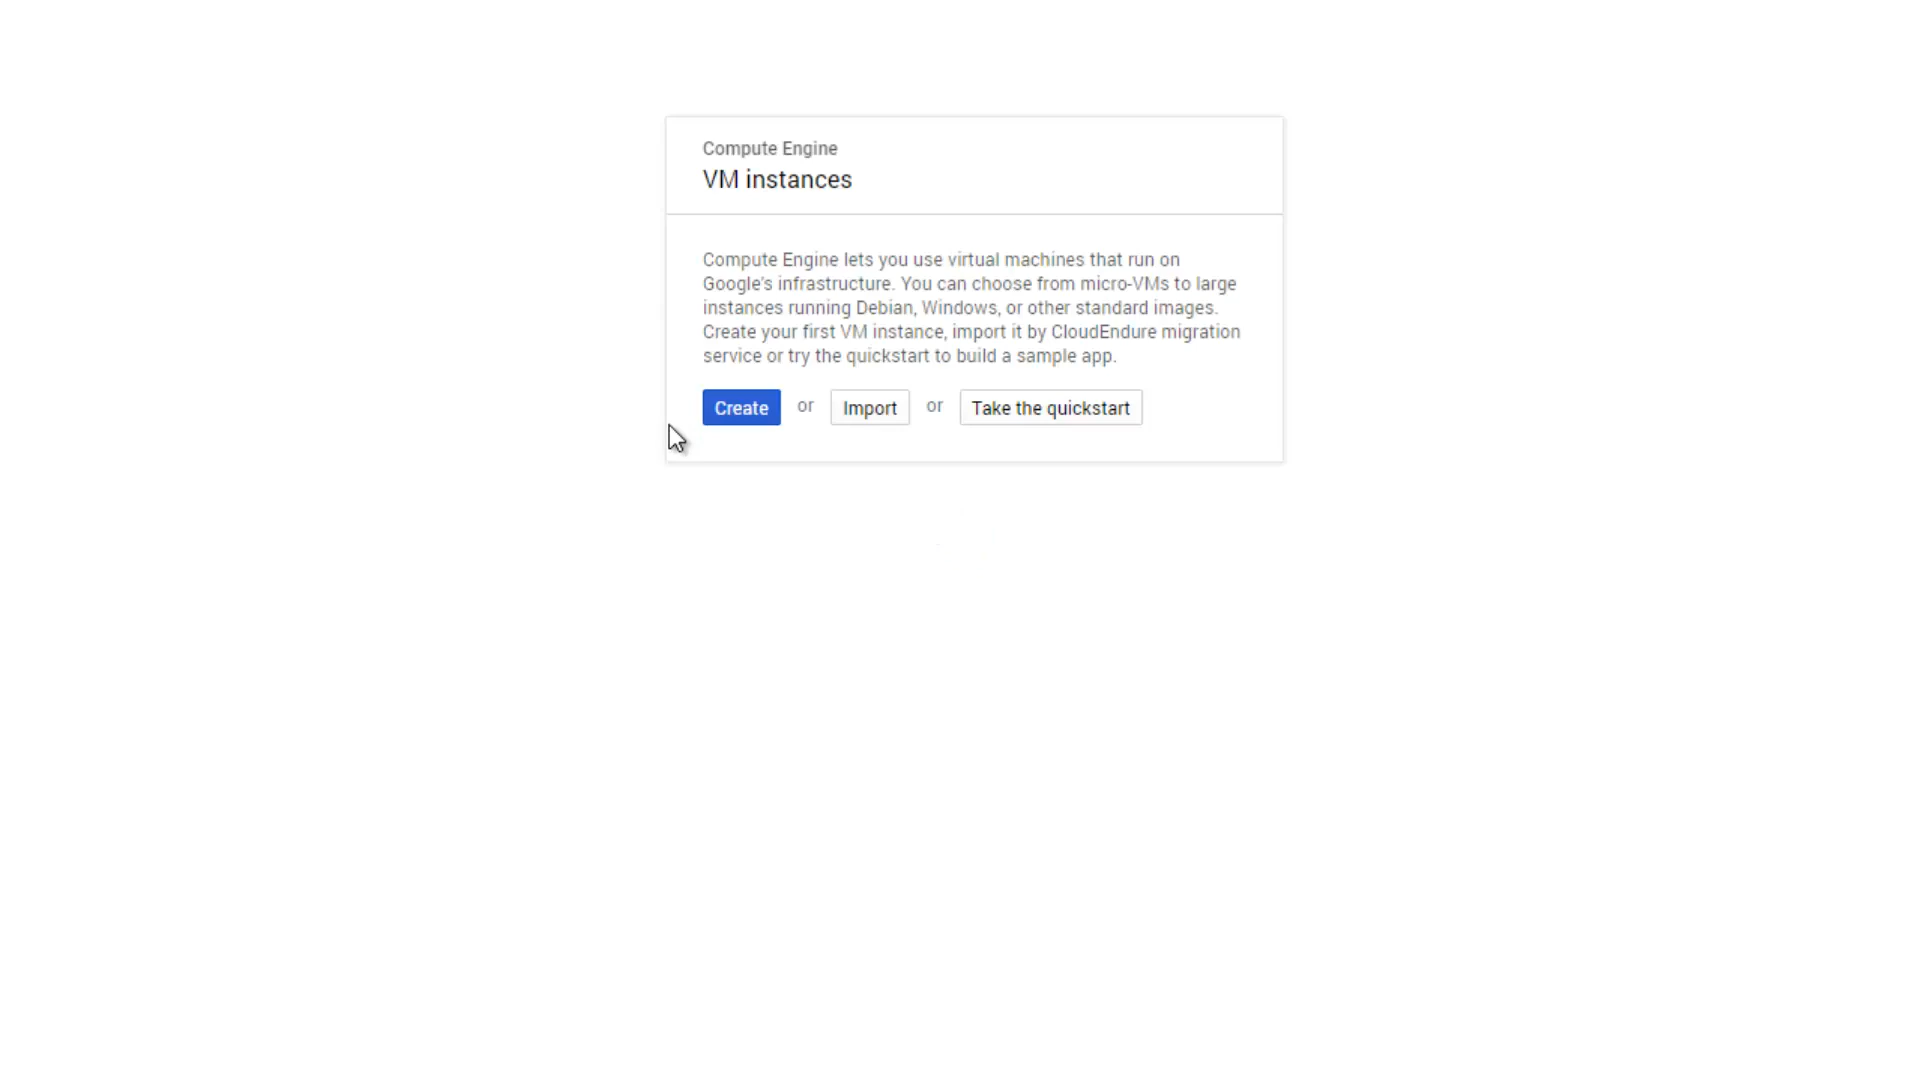 Compute Engine
VM instances
Compute Engine lets you use virtual machines that run on
Google's infrastructure. You can choose from micro-VMs to large
instances running Debian, Windows, or other standard images.
Create your first VM instance, import it by CloudEndure migration
service or try the quickstart to build a sample app.
Create or Import or Take the quickstart